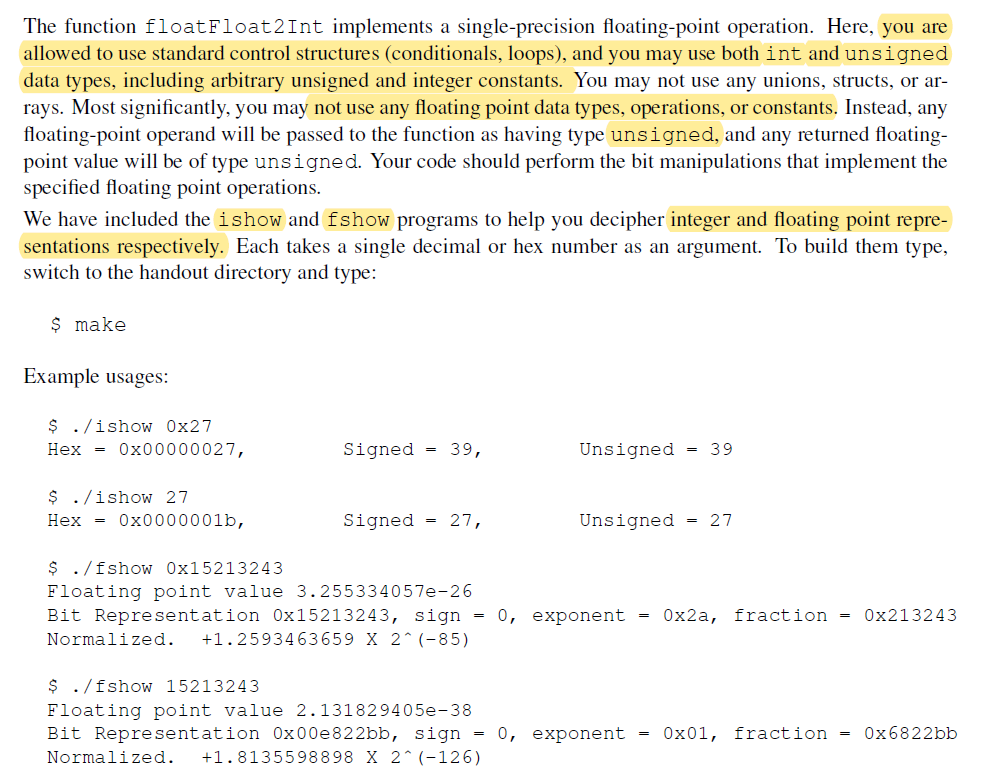 The function floatFloat2Int implements a single-precision floating-point operation. Here, you are
allowed to use standard control structures (conditionals, loops), and you may use both int and unsigned
data types, including arbitrary unsigned and integer constants. You may not use any unions, structs, or ar-
rays. Most significantly, you may not use any floating point data types, operations, or constants. Instead, any
floating-point operand will be passed to the function as having type unsigned, and any returned floating-
point value will be of type unsigned. Your code should perform the bit manipulations that implement the
specified floating point operations.
We have included the ishow and fshow programs to help you decipher integer and floating point repre-
sentations respectively. Each takes a single decimal or hex number as an argument. To build them type,
switch to the handout directory and type:
$ make
Example usages:
$ ./ishow 0x27
Hex = 0x00000027, Signed = 39, Unsigned = 39
$ ./ishow 27
Hex = 0x0000001b, Signed = 27, Unsigned = 27
$ ./fshow 0x15213243
Floating point value 3.255334057e-26
Bit Representation 0x15213243, sign = 0, exponent = 0x2a, fraction = 0x213243
Normalized. +1.2593463659 X 2^(-85)
$ ./fshow 15213243
Floating point value 2.131829405e-38
Bit Representation 0x00e822bb, sign = 0, exponent = 0x01, fraction = 0x6822bb
Normalized. +1.8135598898 X 2^(-126)